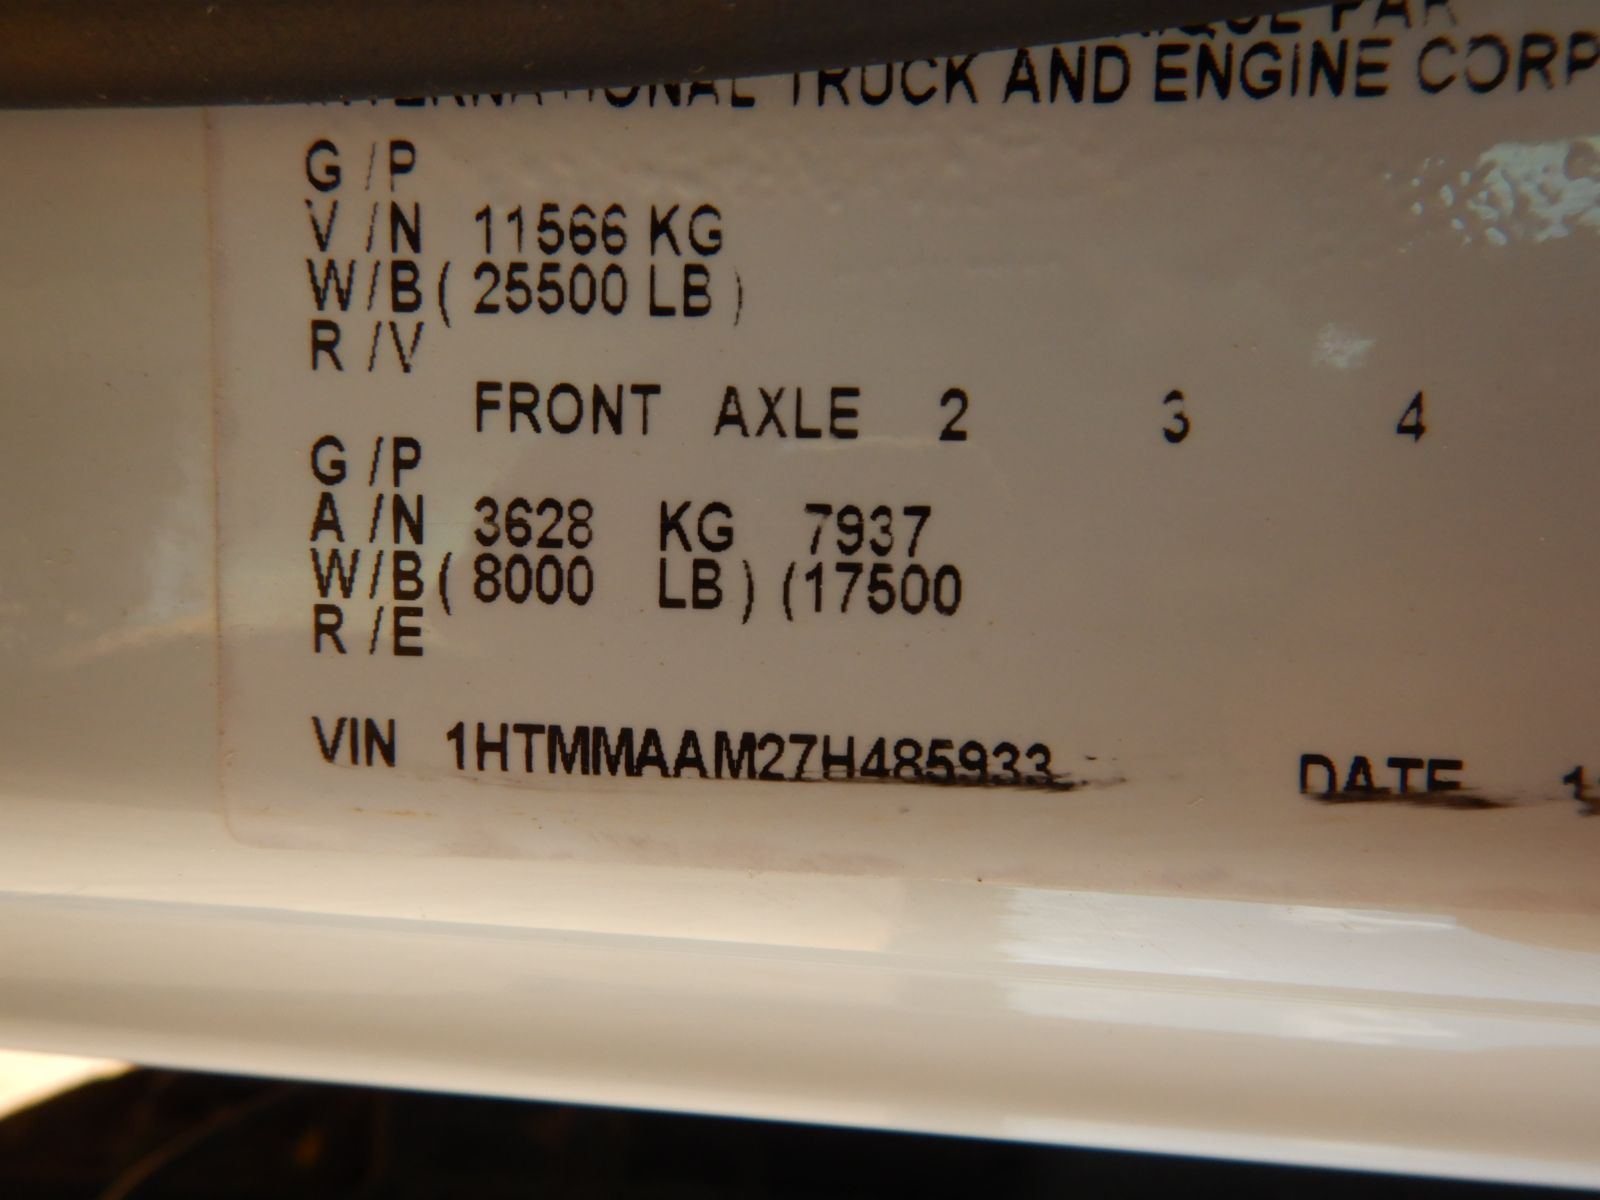 INTERNATIONAL TRUCK AND ENGINE CORP
G /P
V /N 11566 KG
W/B( 25500 LB )
R /V
FRONT AXLE 2 3 4
G /P
A /N 3628 KG 7937
W/B( 8000 LB ) (17500
R /E
VIN 1HTMMAAM27H485933 DATE